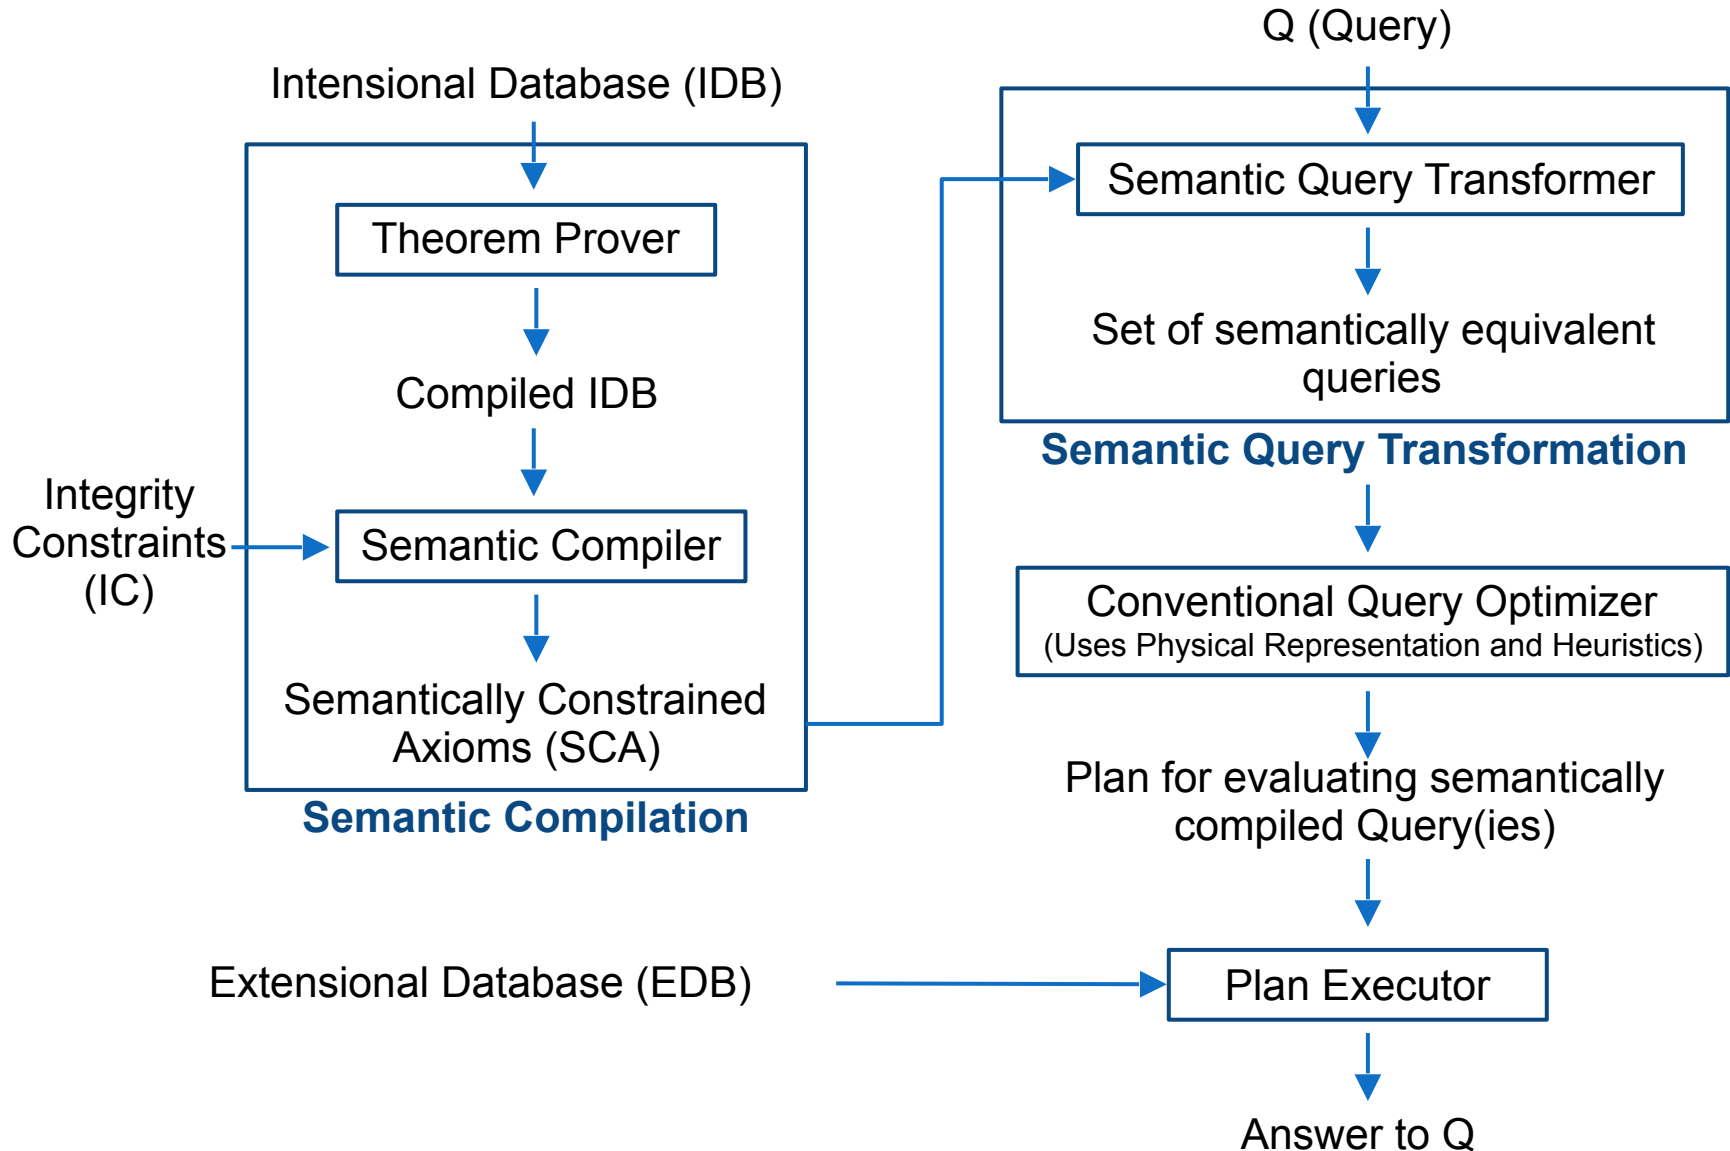 Intensional Database (IDB)
Theorem Prover
Compiled IDB
Integrity
Constraints
(IC)
Semantic Compiler
Semantically Constrained
Axioms (SCA)
Semantic Compilation
Q (Query)
Semantic Query Transformer
Set of semantically equivalent
queries
Semantic Query Transformation
Conventional Query Optimizer
(Uses Physical Representation and Heuristics)
Plan for evaluating semantically
compiled Query(ies)
Extensional Database (EDB)
Plan Executor
Answer to Q